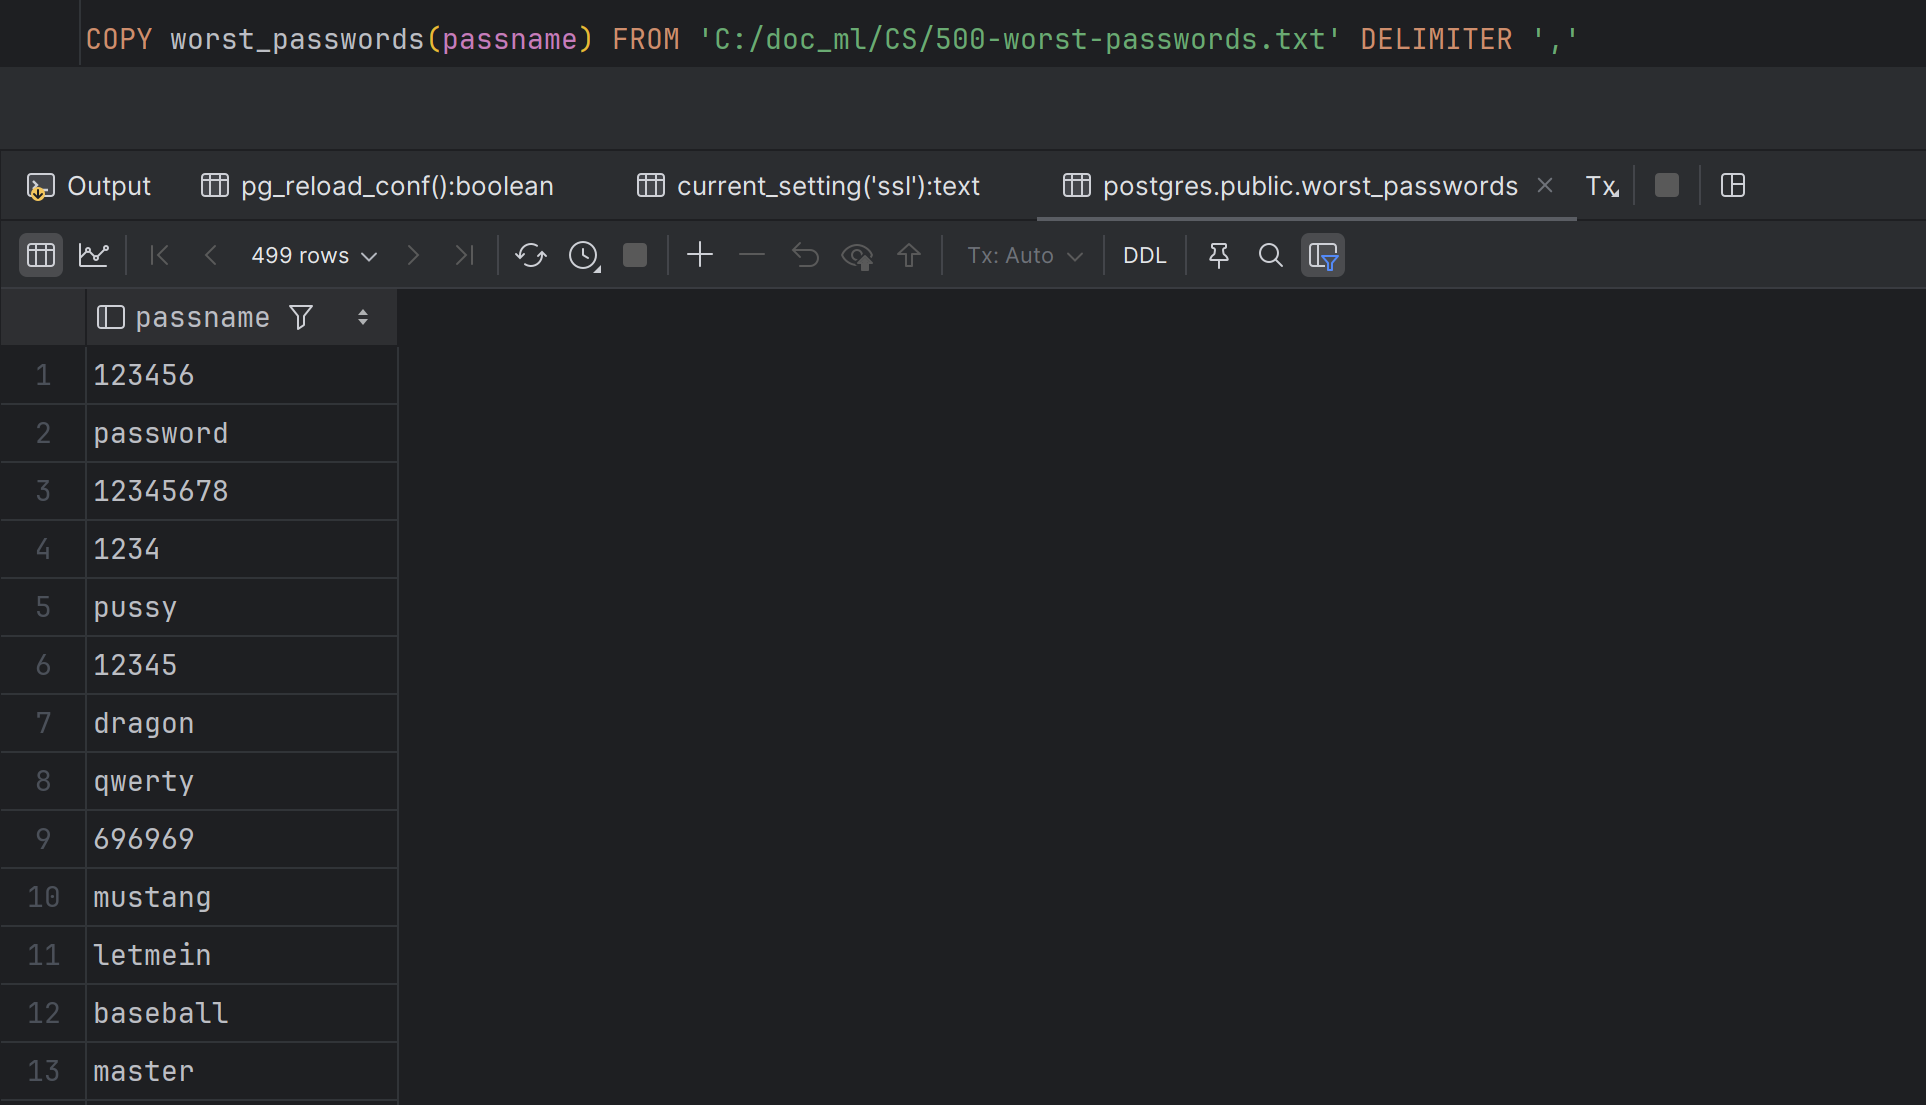 COPY worst_passwords(passname) FROM 'C:/doc_ml/CS/500-worst-passwords.txt' DELIMITER ','
Output pg_reload_conf():boolean current_setting('ssl'):text postgres.public.worst_passwords Tx
499 rows Tx: Auto DDL
passname
1 123456
2 password
3 12345678
4 1234
5 pussy
6 12345
7 dragon
8 qwerty
9 696969
10 mustang
11 letmein
12 baseball
13 master